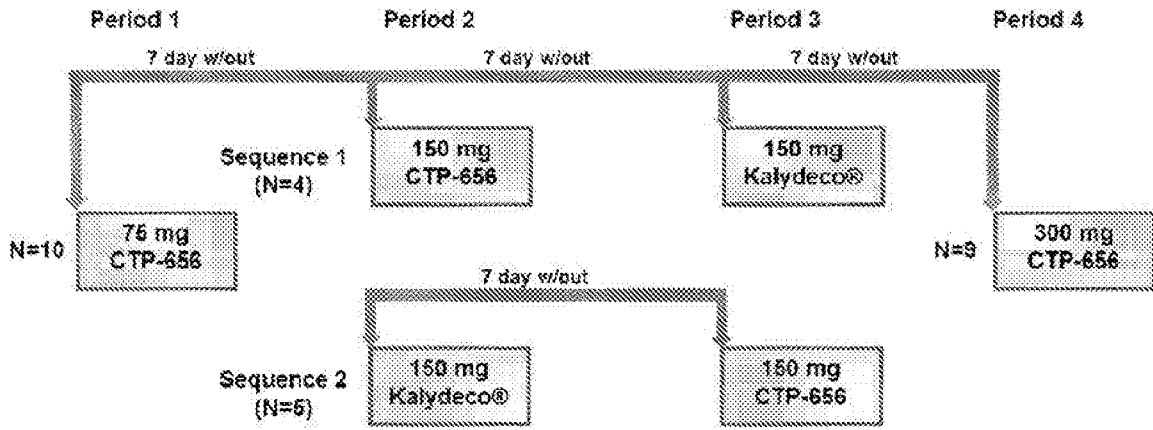 Period 1 Period 2 Period 3 Period 4
7 day w/out 7 day w/out 7 day w/out
Sequence 1
(N=4)
150 mg
CTP-656
150 mg
Kalydeco®
N=10
75 mg
CTP-656
N=9
300 mg
CTP-656
7 day w/out
Sequence 2
(N=5)
150 mg
Kalydeco®
150 mg
CTP-656